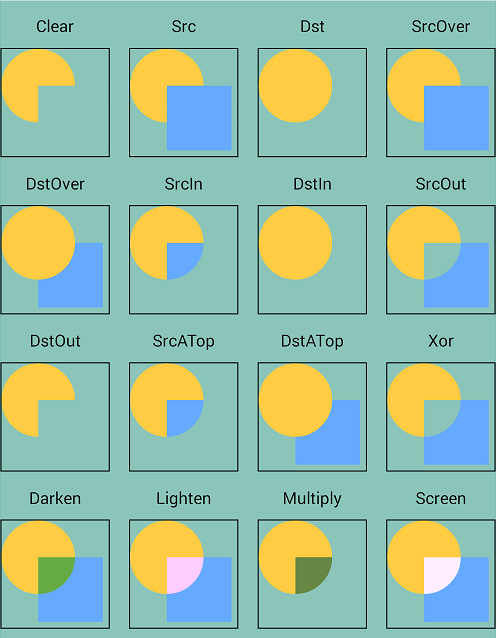 Clear Src Dst SrcOver
DstOver SrcIn DstIn SrcOut
DstOut SrcATop DstATop Xor
Darken Lighten Multiply Screen